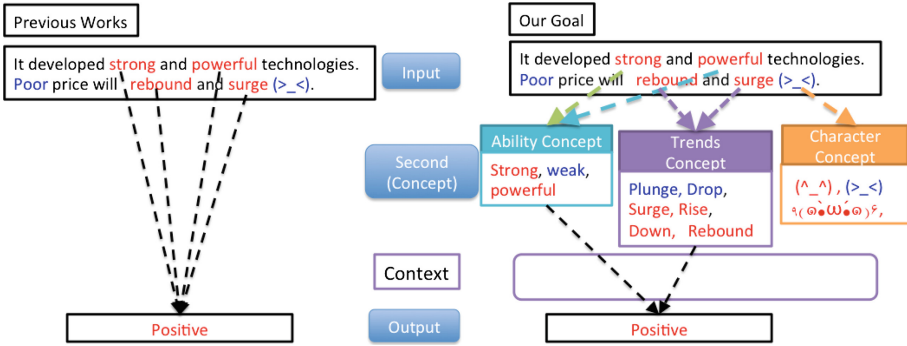 Previous Works
It developed strong and powerful technologies.
Poor price will rebound and surge (>_<).
Positive
Input
Second
(Concept)
Context
Output
Our Goal
It developed strong and powerful technologies.
Poor price will rebound and surge (>_<).
Ability Concept
Strong, weak,
powerful
Trends
Concept
Plunge, Drop,
Surge, Rise,
Down, Rebound
Character
Concept
(^_^) , (>_<)
Positive